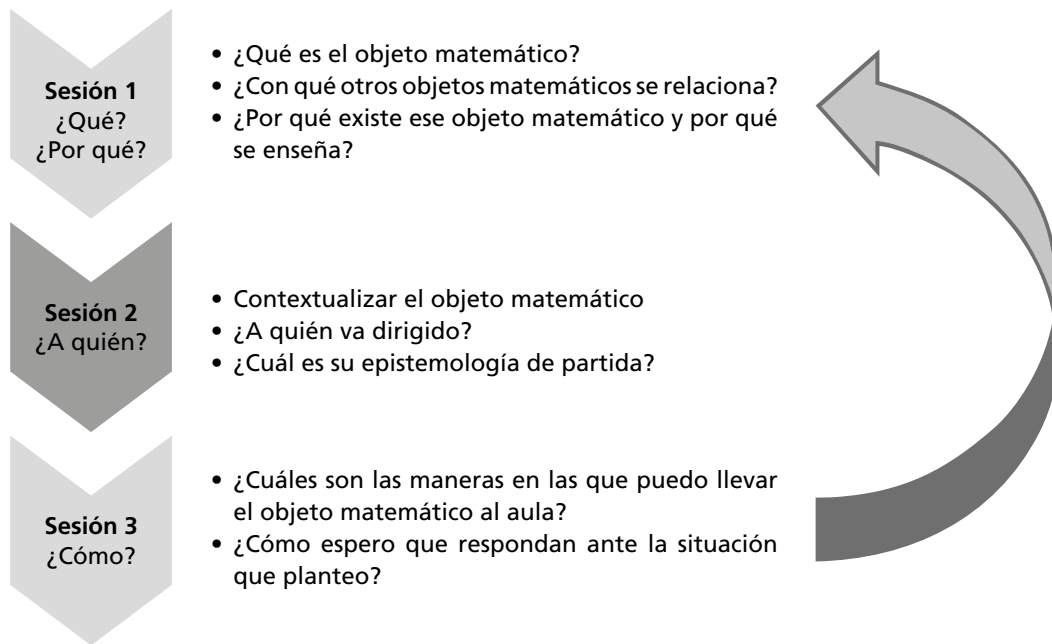 Sesión 1
¿Qué?
¿Por qué?
• ¿Qué es el objeto matemático?
• ¿Con qué otros objetos matemáticos se relaciona?
• ¿Por qué existe ese objeto matemático y por qué
se enseña?
Sesión 2
¿A quién?
• Contextualizar el objeto matemático
• ¿A quién va dirigido?
• ¿Cuál es su epistemología de partida?
Sesión 3
¿Cómo?
• ¿Cuáles son las maneras en las que puedo llevar
el objeto matemático al aula?
• ¿Cómo espero que respondan ante la situación
que planteo?